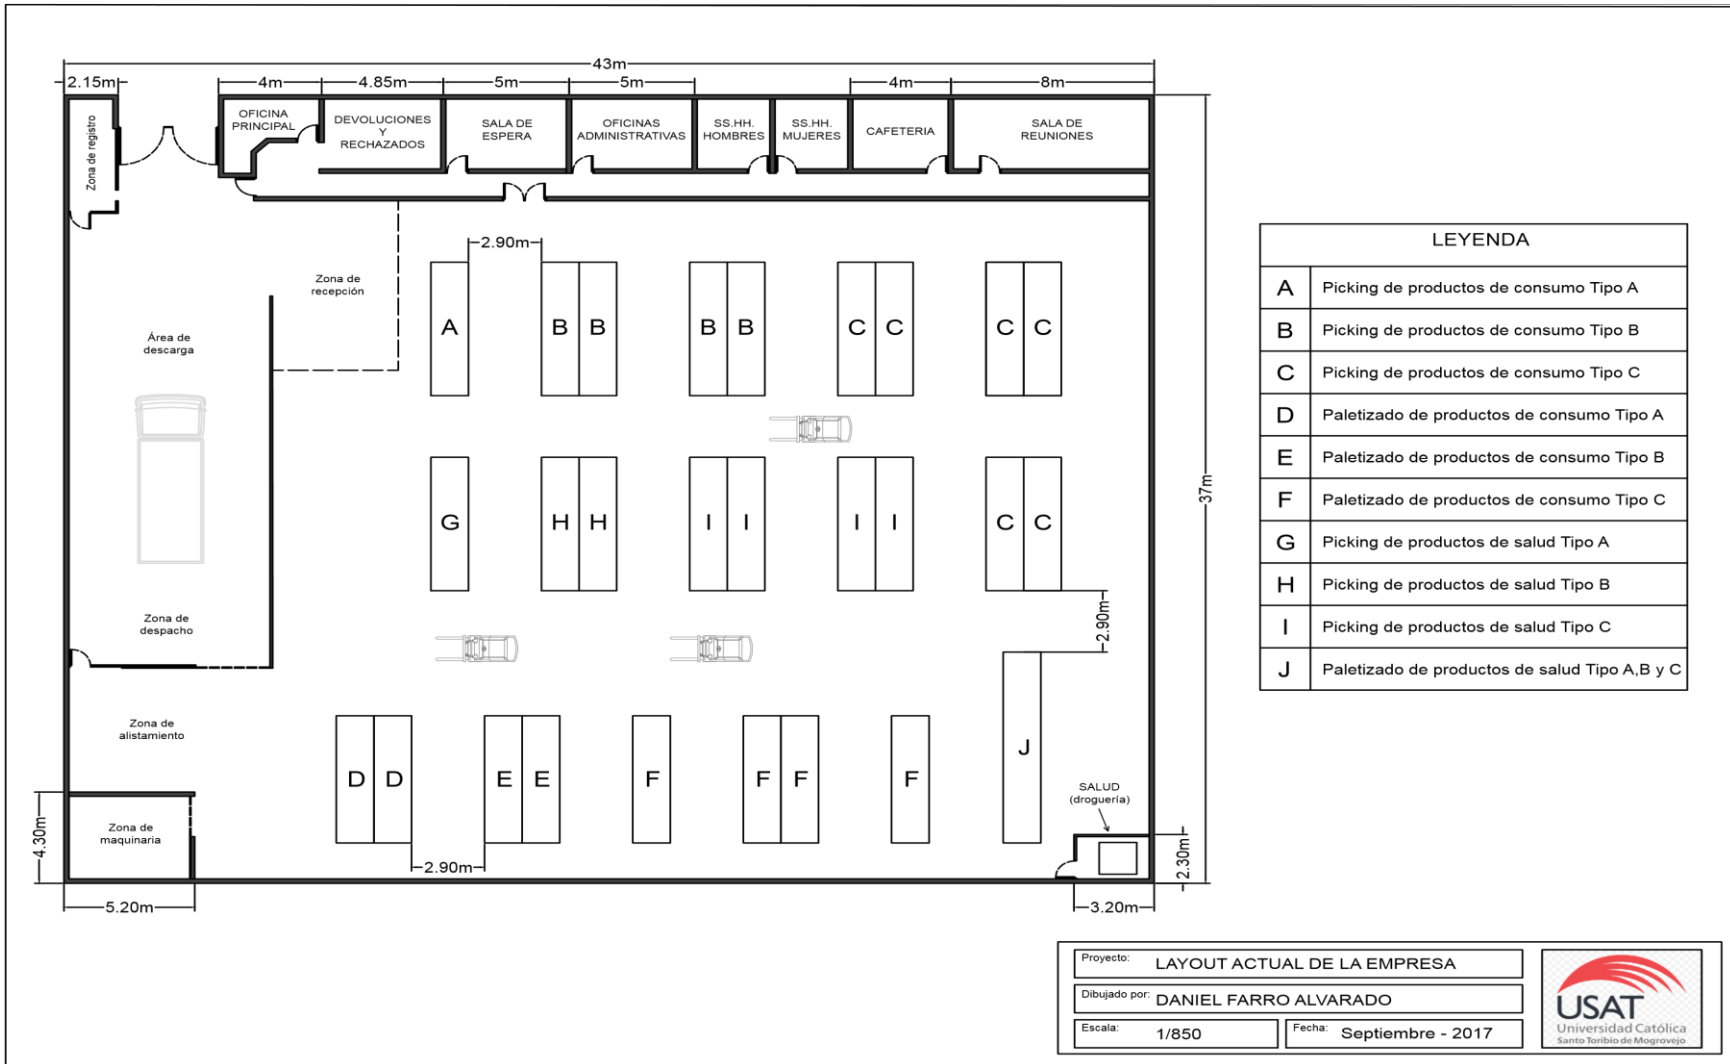 43m
2.15m
4m
4.85m
5m
5m
4m
8m
Zona de registro
OFICINA
PRINCIPAL
DEVOLUCIONES
Y
RECHAZADOS
SALA DE
ESPERA
OFICINAS
ADMINISTRATIVAS
SS.HH.
HOMBRES
SS.HH.
MUJERES
CAFETERIA
SALA DE
REUNIONES
2.90m
Zona de
recepción
Área de
descarga
A
B B
B B
C C
C C
37m
G
H H
I I
I I
C C
2.90m
Zona de
despacho
Zona de
alistamiento
D D
E E
F
F F
F
J
SALUD
(droguería)
Zona de
maquinaria
4.30m
2.90m
2.30m
5.20m
3.20m
LEYENDA
A Picking de productos de consumo Tipo A
B Picking de productos de consumo Tipo B
C Picking de productos de consumo Tipo C
D Paletizado de productos de consumo Tipo A
E Paletizado de productos de consumo Tipo B
F Paletizado de productos de consumo Tipo C
G Picking de productos de salud Tipo A
H Picking de productos de salud Tipo B
I Picking de productos de salud Tipo C
J Paletizado de productos de salud Tipo A,B y C
Proyecto: LAYOUT ACTUAL DE LA EMPRESA
Dibujado por: DANIEL FARRO ALVARADO
Escala: 1/850
Fecha: Septiembre - 2017
USAT
Universidad Católica
Santo Toribio de Mogrovejo